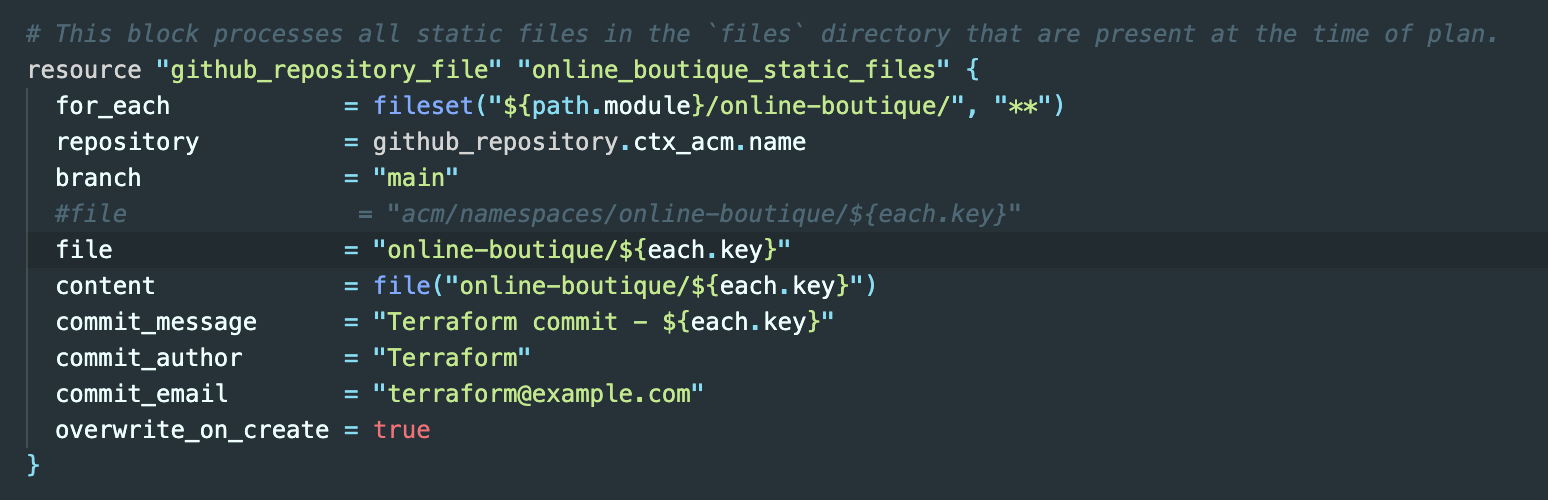 # This block processes all static files in the `files` directory that are present at the time of plan.
resource "github_repository_file" "online_boutique_static_files" {
  for_each            = fileset("${path.module}/online-boutique/", "**")
  repository          = github_repository.ctx_acm.name
  branch              = "main"
  #file                = "acm/namespaces/online-boutique/${each.key}"
  file                = "online-boutique/${each.key}"
  content             = file("online-boutique/${each.key}")
  commit_message      = "Terraform commit - ${each.key}"
  commit_author       = "Terraform"
  commit_email        = "terraform@example.com"
  overwrite_on_create = true
}